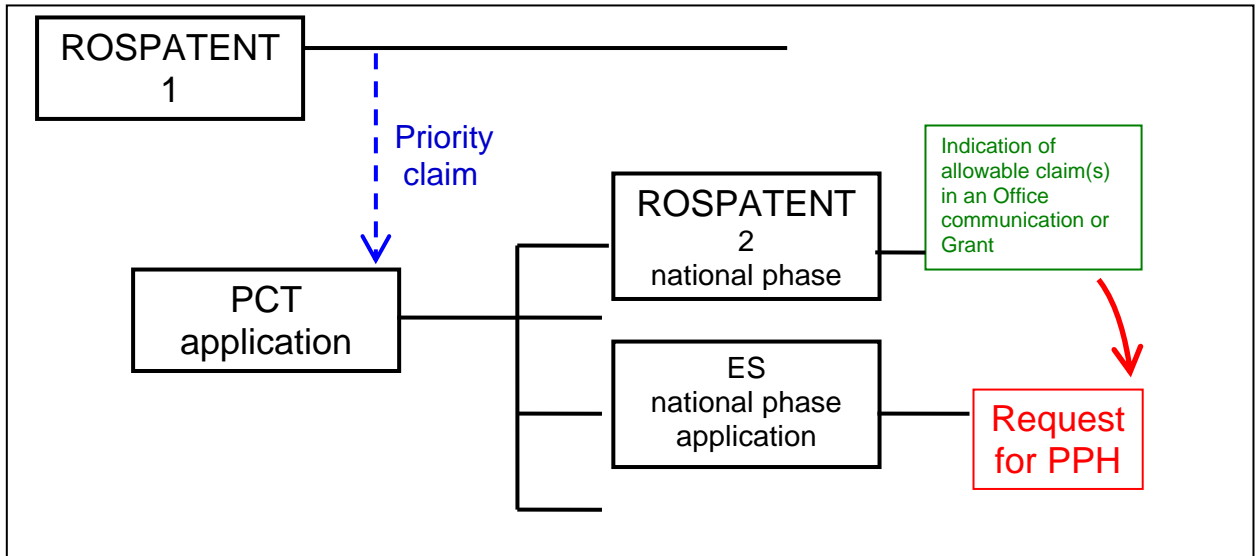 ROSPATENT
1
Priority
claim
PCT
application
ROSPATENT
2
national phase
Indication of
allowable claim(s)
in an Office
communication or
Grant
ES
national phase
application
Request
for PPH